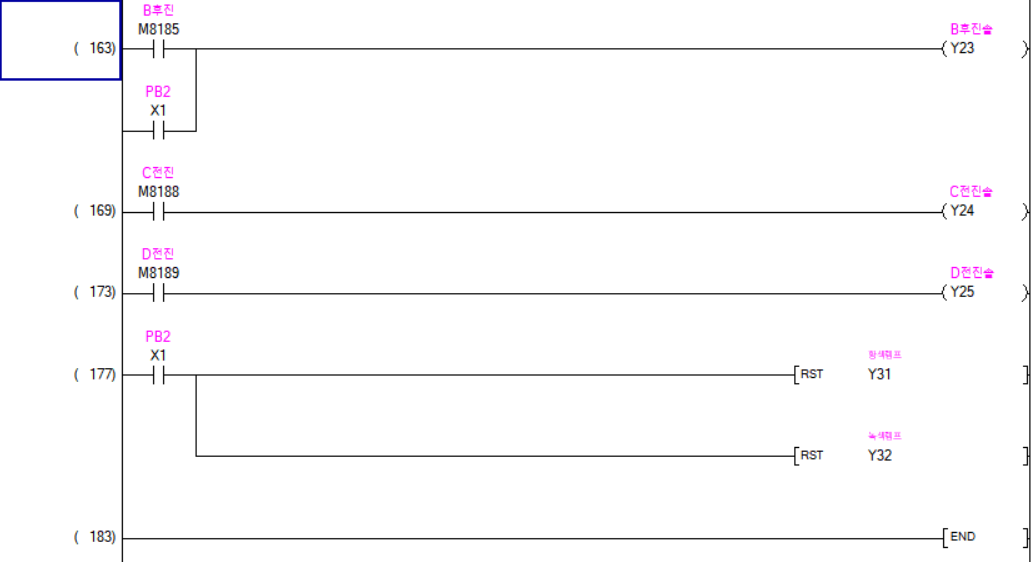 B후진
M8185
B후진솔
( 163)
( Y23 )
PB2
X1
C전진
M8188
C전진솔
( 169)
( Y24 )
D전진
M8189
D전진솔
( 173)
( Y25 )
PB2
X1
황색램프
( 177)
[RST Y31 ]
녹색램프
[RST Y32 ]
( 183)
[END ]